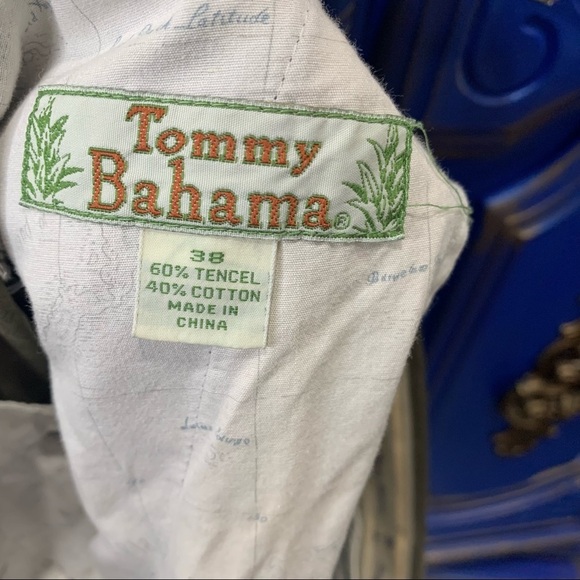 Latitude
Tommy
Bahama®
38
60% TENCEL
40% COTTON
MADE IN
CHINA